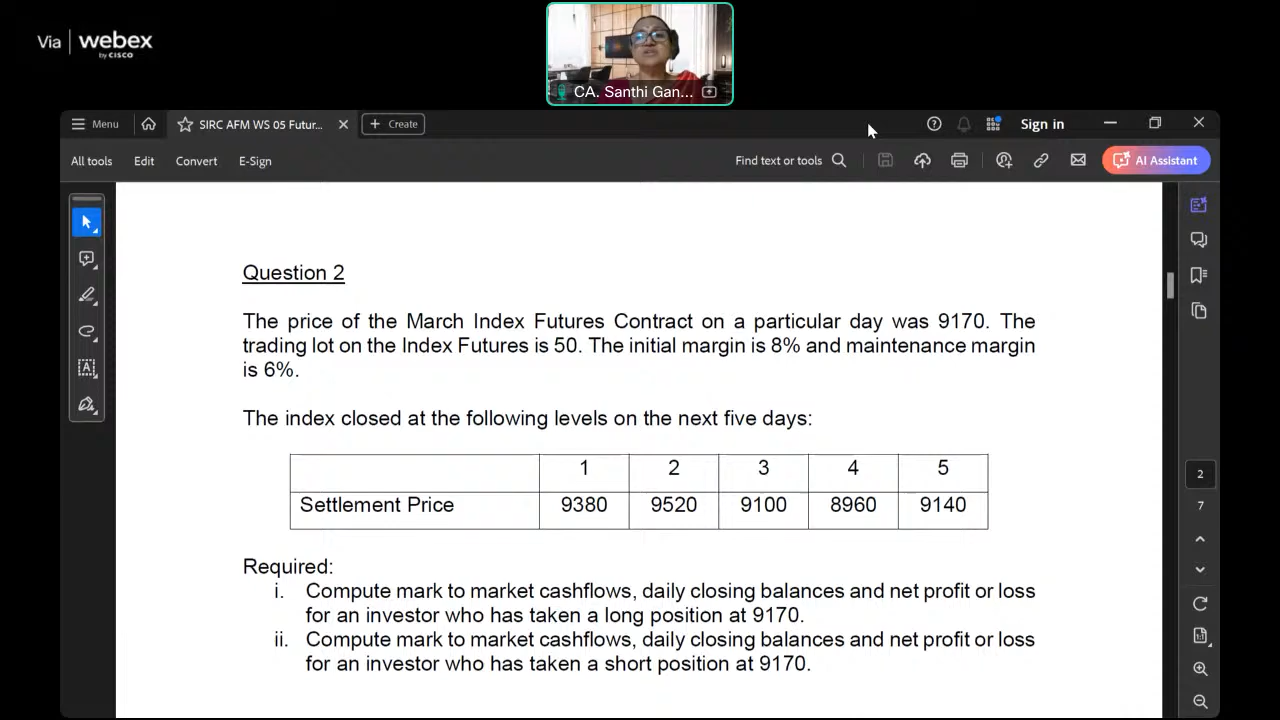 Via webex
by CISCO
CA. Santhi Gan...
Menu SIRC AFM WS 05 Futur... + Create Sign in
All tools Edit Convert E-Sign Find text or tools AI Assistant
Question 2
The price of the March Index Futures Contract on a particular day was 9170. The
trading lot on the Index Futures is 50. The initial margin is 8% and maintenance margin
is 6%.
The index closed at the following levels on the next five days:
1 2 3 4 5
Settlement Price 9380 9520 9100 8960 9140
Required:
i. Compute mark to market cashflows, daily closing balances and net profit or loss
for an investor who has taken a long position at 9170.
ii. Compute mark to market cashflows, daily closing balances and net profit or loss
for an investor who has taken a short position at 9170.
2
7
1:1